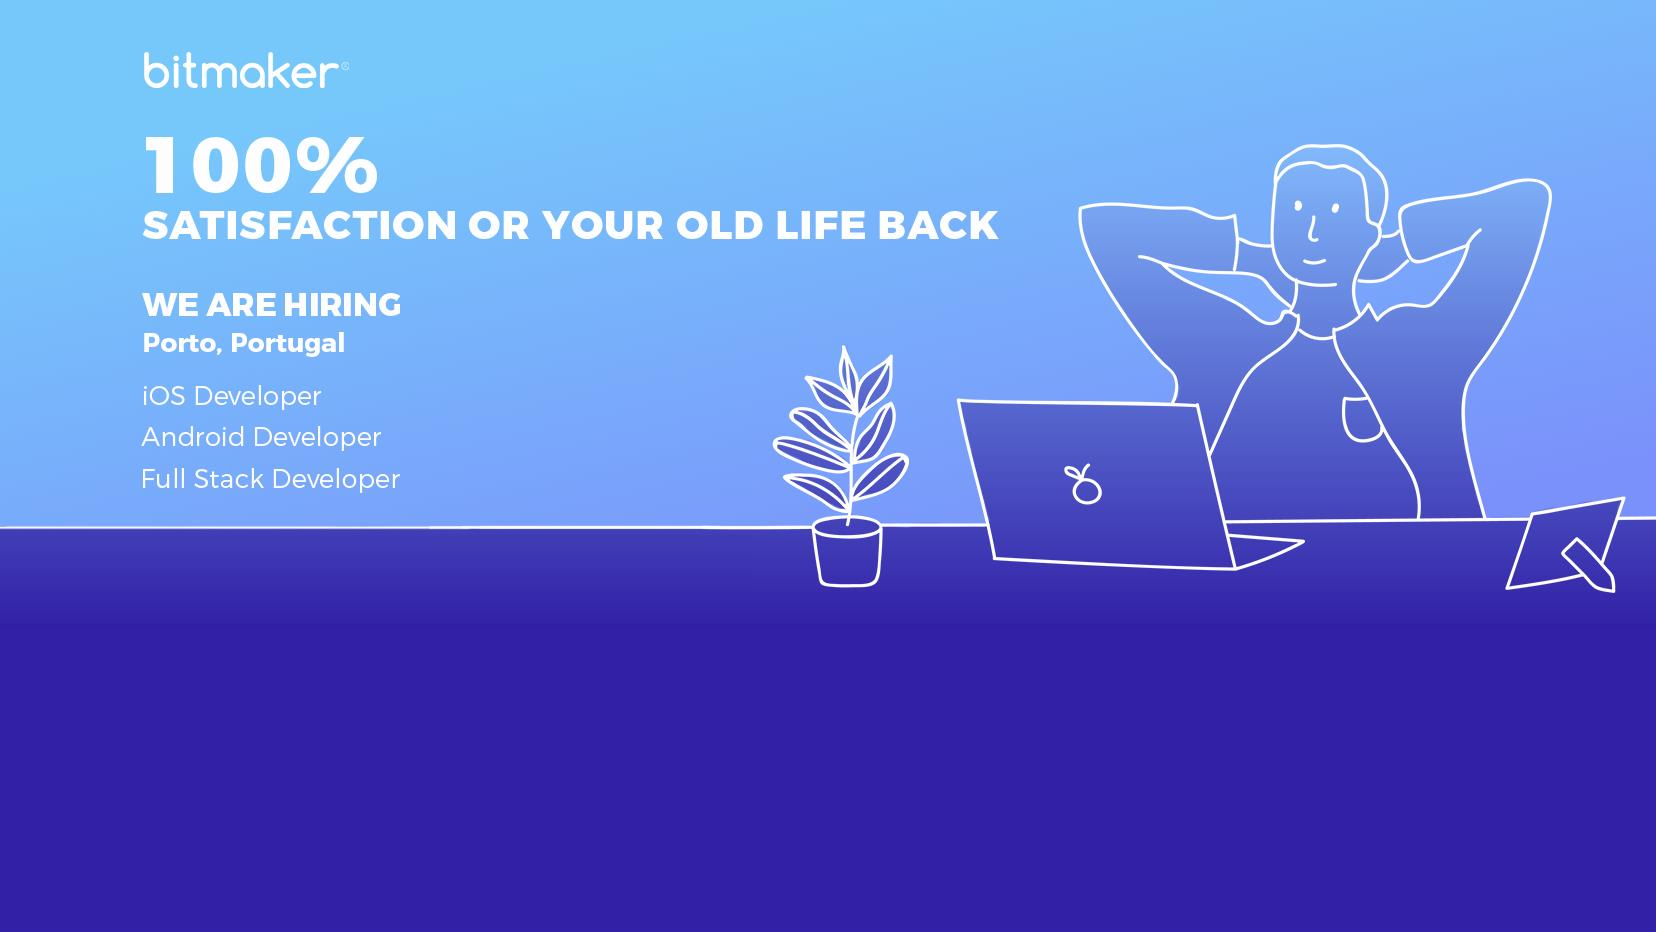 bitmaker®
100%
SATISFACTION OR YOUR OLD LIFE BACK
WE ARE HIRING
Porto, Portugal
iOS Developer
Android Developer
Full Stack Developer